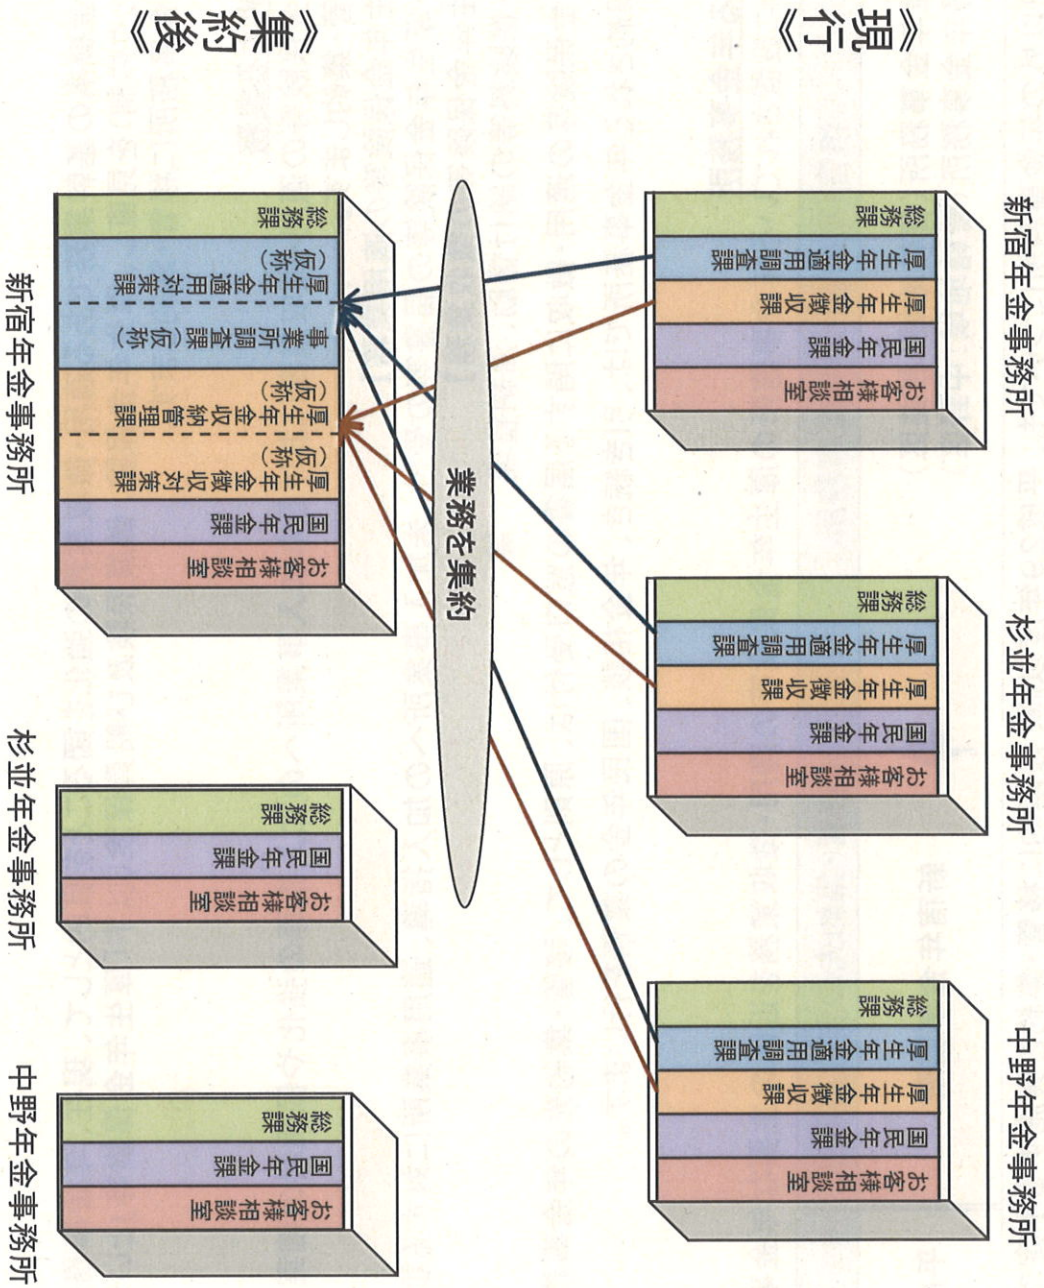 《現行》
新宿年金事務所
総務課
厚生年金適用調査課
厚生年金徴収課
国民年金課
お客様相談室
杉並年金事務所
総務課
厚生年金適用調査課
厚生年金徴収課
国民年金課
お客様相談室
中野年金事務所
総務課
厚生年金適用調査課
厚生年金徴収課
国民年金課
お客様相談室
業務を集約
《集約後》
総務課
厚生年金適用対策課
(仮称)
事業所調査課(仮称)
厚生年金収納管理課
(仮称)
厚生年金徴収対策課
(仮称)
国民年金課
お客様相談室
新宿年金事務所
総務課
国民年金課
お客様相談室
杉並年金事務所
総務課
国民年金課
お客様相談室
中野年金事務所